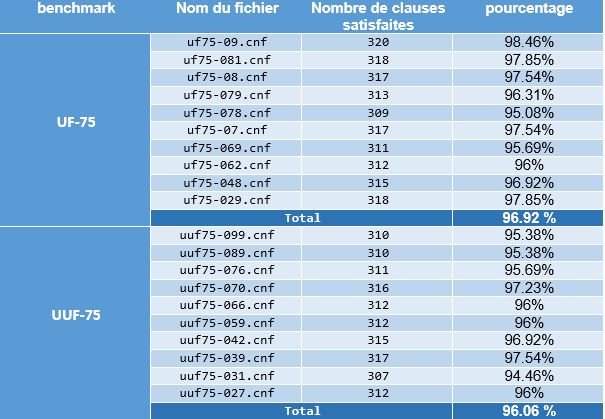 benchmark Nom du fichier Nombre de clauses satisfaites pourcentage
UF-75
uf75-09.cnf 320 98.46%
uf75-081.cnf 318 97.85%
uf75-08.cnf 317 97.54%
uf75-079.cnf 313 96.31%
uf75-078.cnf 309 95.08%
uf75-07.cnf 317 97.54%
uf75-069.cnf 311 95.69%
uf75-062.cnf 312 96%
uf75-048.cnf 315 96.92%
uf75-029.cnf 318 97.85%
Total 96.92 %
UUF-75
uuf75-099.cnf 310 95.38%
uuf75-089.cnf 310 95.38%
uuf75-076.cnf 311 95.69%
uuf75-070.cnf 316 97.23%
uuf75-066.cnf 312 96%
uuf75-059.cnf 312 96%
uuf75-042.cnf 315 96.92%
uuf75-039.cnf 317 97.54%
uuf75-031.cnf 307 94.46%
uuf75-027.cnf 312 96%
Total 96.06 %